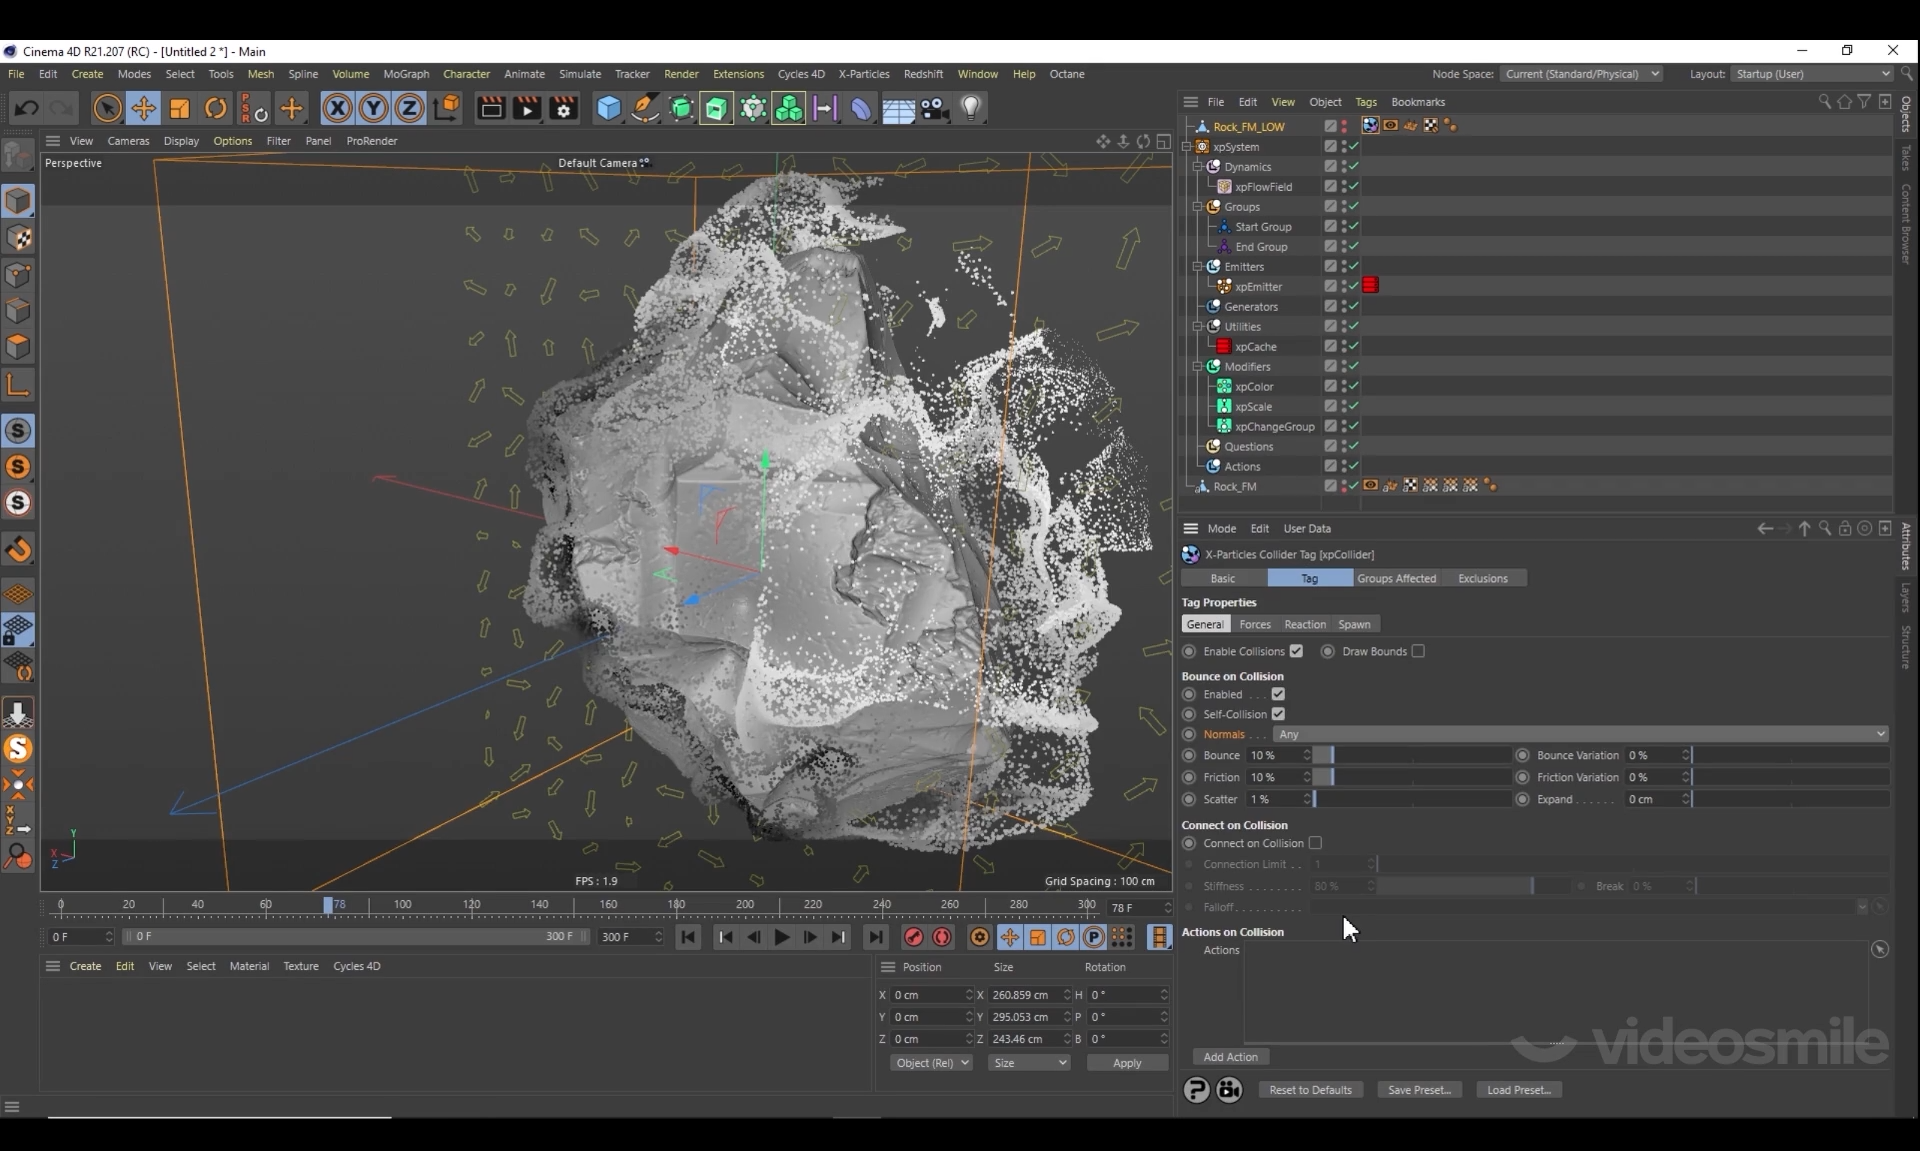 Cinema 4D R21.207 (RC) - [Untitled 2 *] - Main
File Edit Create Modes Select Tools Mesh Spline Volume MoGraph Character Animate Simulate Tracker Render Extensions Cycles 4D X-Particles Redshift Window Help Octane Node Space: Current (Standard/Physical) Layout: Startup (User)
PSR X Y Z
File Edit View Object Tags Bookmarks
View Cameras Display Options Filter Panel ProRender
Perspective Default Camera
Rock_FM_LOW
xpSystem
Dynamics
xpFlowField
Groups
Start Group
End Group
Emitters
xpEmitter
Generators
Utilities
xpCache
Modifiers
xpColor
xpScale
xpChangeGroup
Questions
Actions
Rock_FM
Objects
Takes
Content Browser
Mode Edit User Data
X-Particles Collider Tag [xpCollider]
Basic Tag Groups Affected Exclusions
Tag Properties
General Forces Reaction Spawn
Enable Collisions Draw Bounds
Bounce on Collision
Enabled . . .
Self-Collision
Normals . . . Any
Bounce 10 % Bounce Variation 0 %
Friction 10 % Friction Variation 0 %
Scatter 1 % Expand . . . . . . 0 cm
Connect on Collision
Connect on Collision
Connection Limit . . 1
Stiffness . . . . . . . . 80 % Break 0 %
Falloff. . . . . . . . . .
Actions on Collision
Actions
Add Action
Reset to Defaults Save Preset... Load Preset...
Attributes
Layers
Structure
Y
X
Z
FPS : 1.9 Grid Spacing : 100 cm
0 20 40 60 78 100 120 140 160 180 200 220 240 260 280 300 78 F
0 F 0 F 300 F 300 F
Create Edit View Select Material Texture Cycles 4D
Position Size Rotation
X 0 cm X 260.859 cm H 0 °
Y 0 cm Y 295.053 cm P 0 °
Z 0 cm Z 243.46 cm B 0 °
Object (Rel) Size Apply
videosmile